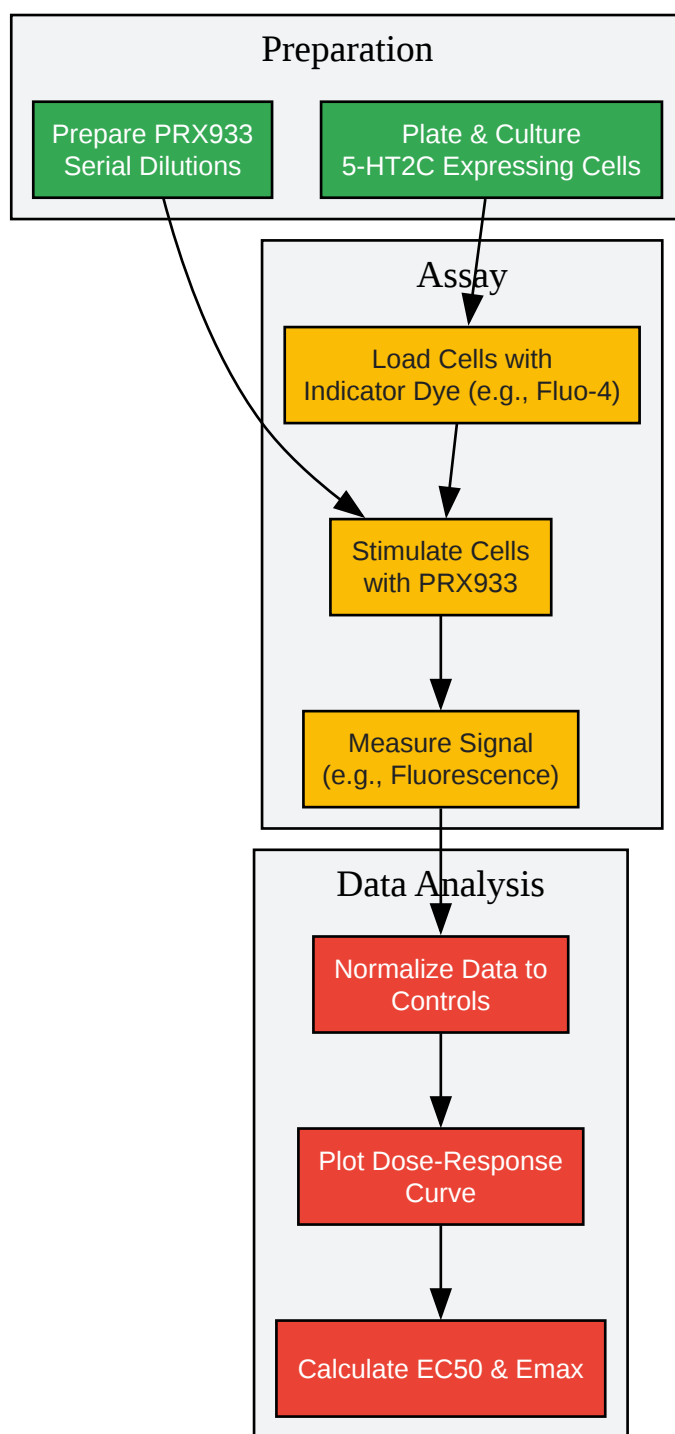 Preparation
Prepare PRX933
Serial Dilutions
Plate & Culture
5-HT2C Expressing Cells
Assay
Load Cells with
Indicator Dye (e.g., Fluo-4)
Stimulate Cells
with PRX933
Measure Signal
(e.g., Fluorescence)
Data Analysis
Normalize Data to
Controls
Plot Dose-Response
Curve
Calculate EC50 & Emax